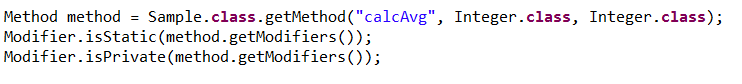 Method method = Sample.class.getMethod("calcAvg", Integer.class, Integer.class);
Modifier.isStatic(method.getModifiers());
Modifier.isPrivate(method.getModifiers());